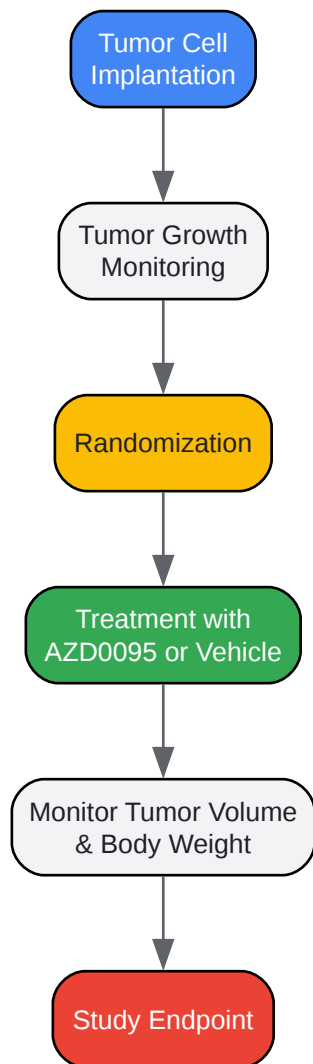 Tumor Cell
Implantation
Tumor Growth
Monitoring
Randomization
Treatment with
AZD0095 or Vehicle
Monitor Tumor Volume
& Body Weight
Study Endpoint